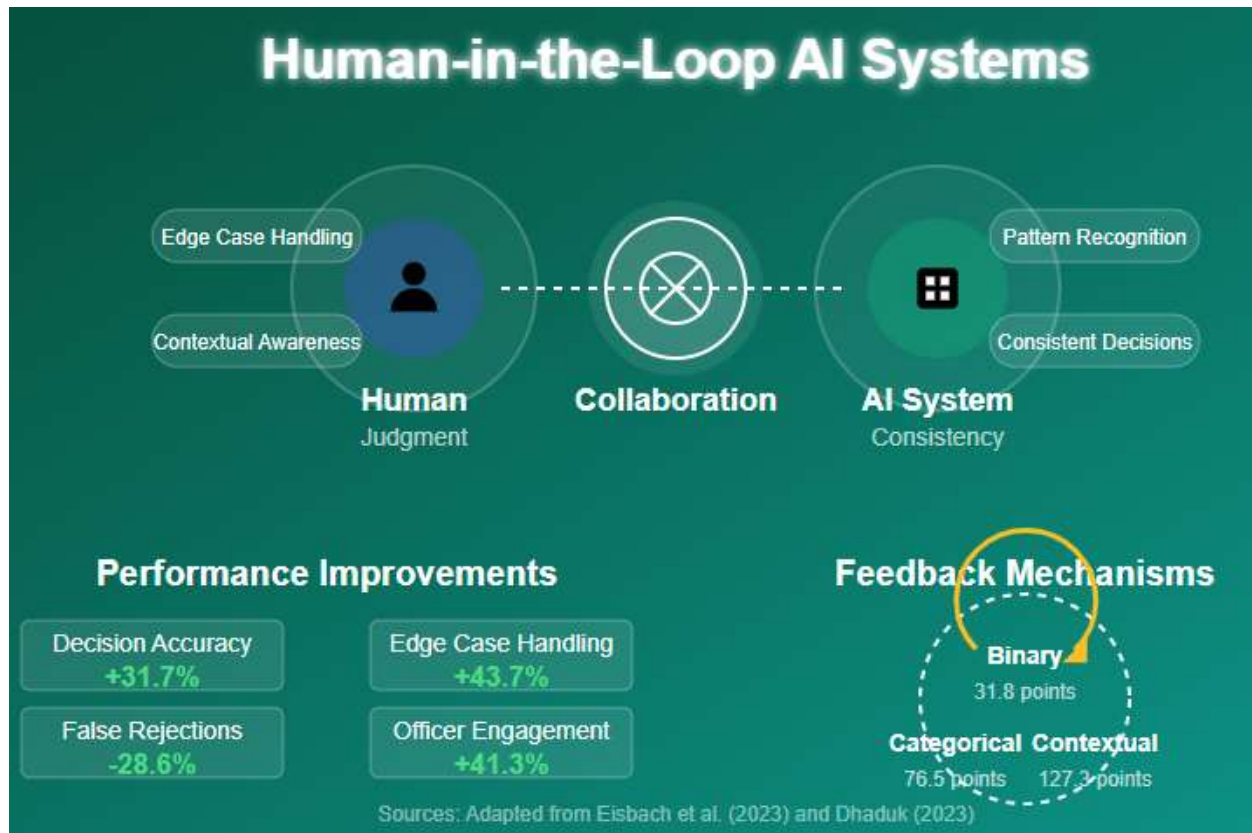 Human-in-the-Loop AI Systems
Edge Case Handling
Pattern Recognition
Contextual Awareness
Consistent Decisions
Human
Collaboration
AI System
Judgment
Consistency
Performance Improvements
Decision Accuracy
+31.7%
Edge Case Handling
+43.7%
False Rejections
-28.6%
Officer Engagement
+41.3%
Feedback Mechanisms
Binary
31.8 points
Categorical
76.5 points
Contextual
127.3 points
Sources: Adapted from Eisbach et al. (2023) and Dhaduk (2023)